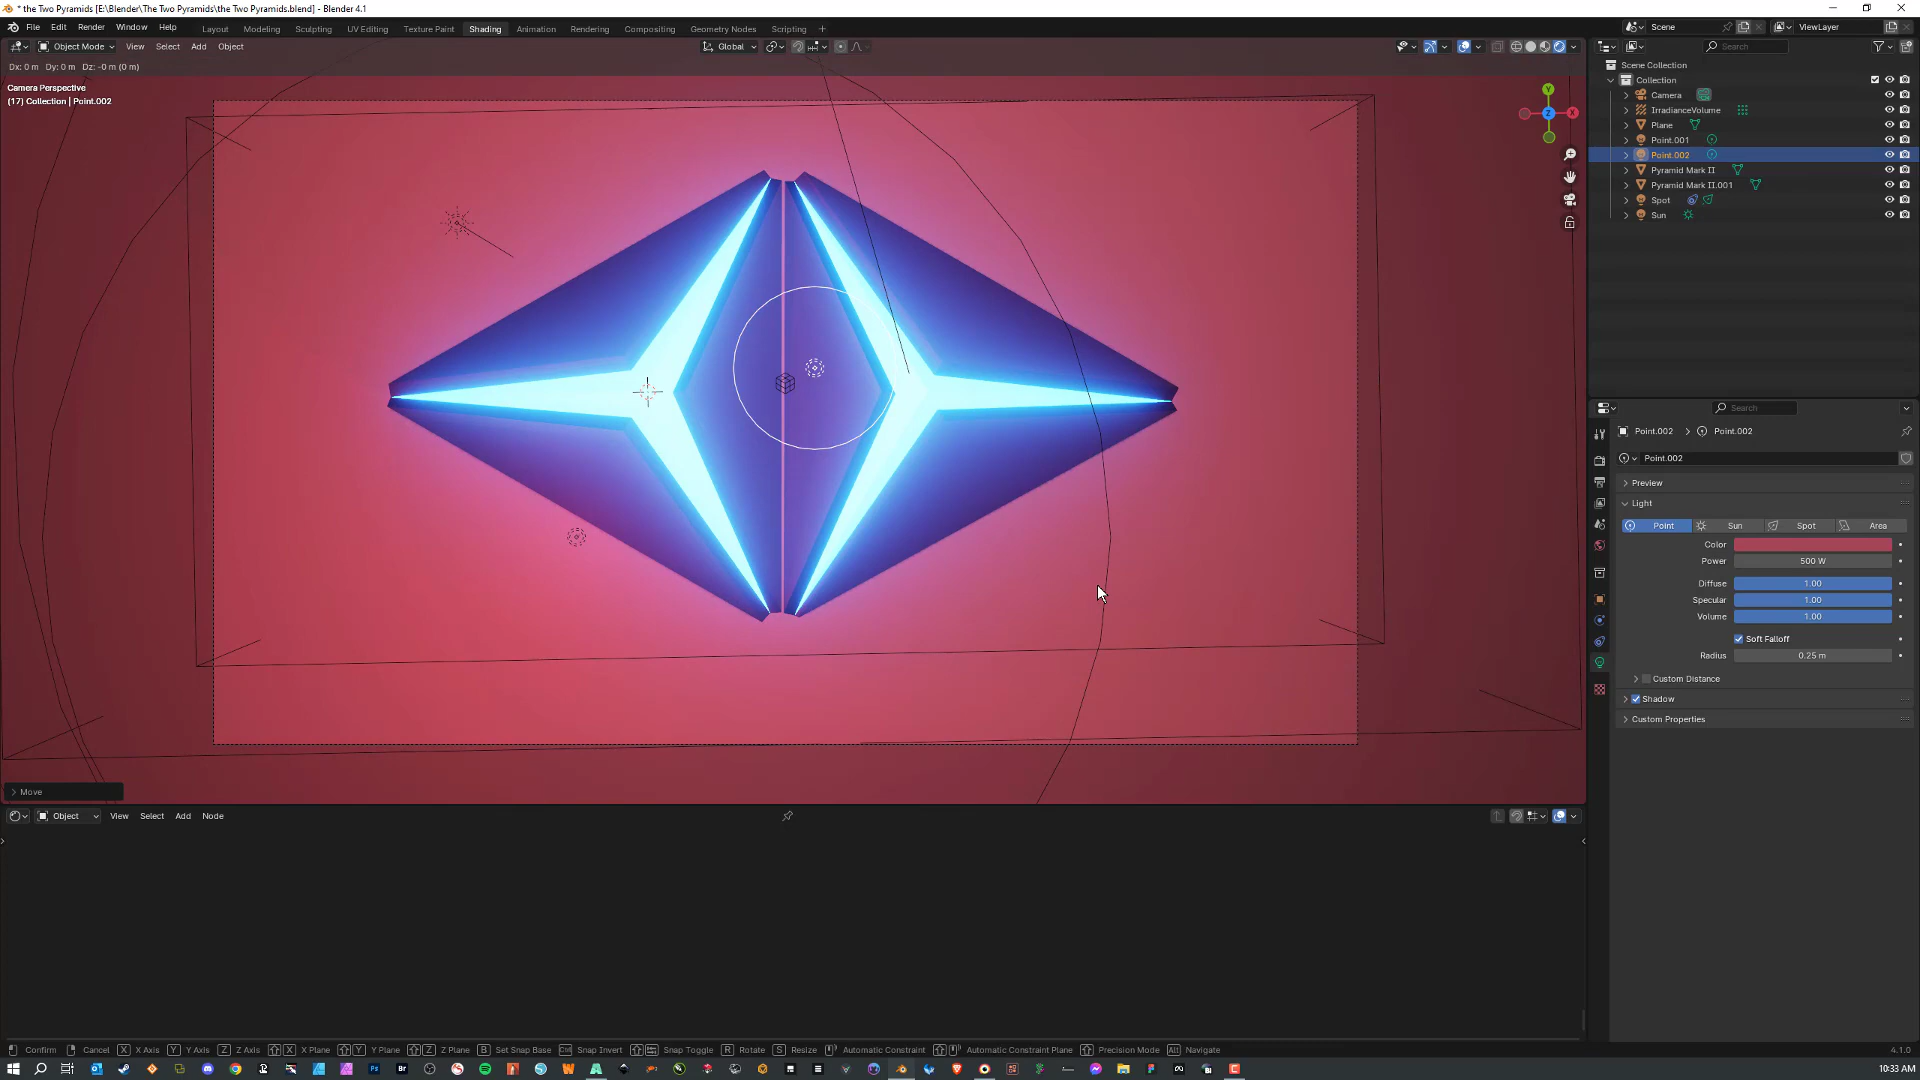 * the Two Pyramids [E:\Blender\The Two Pyramids\the Two Pyramids.blend] - Blender 4.1
File Edit Render Window Help Layout Modeling Sculpting UV Editing Texture Paint Shading Animation Rendering Compositing Geometry Nodes Scripting + Scene ViewLayer
Object Mode View Select Add Object Global Search
Dx: 0 m Dy: 0 m Dz: -0 m (0 m)
Scene Collection
Collection
Camera Perspective
(17) Collection | Point.002
Y
X
Z
Camera
IrradianceVolume
Plane
Point.001
Point.002
Pyramid Mark II
Pyramid Mark II.001
Spot
Sun
Search
Point.002 > Point.002
Point.002
Preview
Light
Point Sun Spot Area
Color
Power 500 W
Diffuse 1.00
Specular 1.00
Volume 1.00
Soft Falloff
Radius 0.25 m
Custom Distance
Shadow
Custom Properties
> Move
Object View Select Add Node
Confirm Cancel X X Axis Y Y Axis Z Z Axis X X Plane Y Y Plane Z Z Plane B Set Snap Base Ctrl Snap Invert Snap Toggle R Rotate S Resize Automatic Constraint Automatic Constraint Plane Precision Mode Alt Navigate 4.1.0
Ps Br
10:33 AM